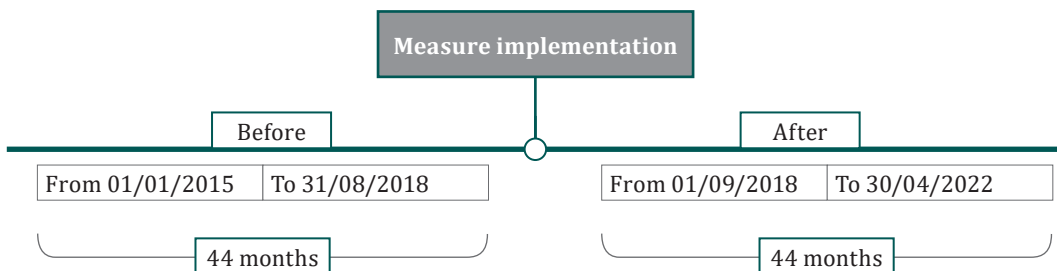 Measure implementation
Before
After
From 01/01/2015 To 31/08/2018
From 01/09/2018 To 30/04/2022
44 months
44 months